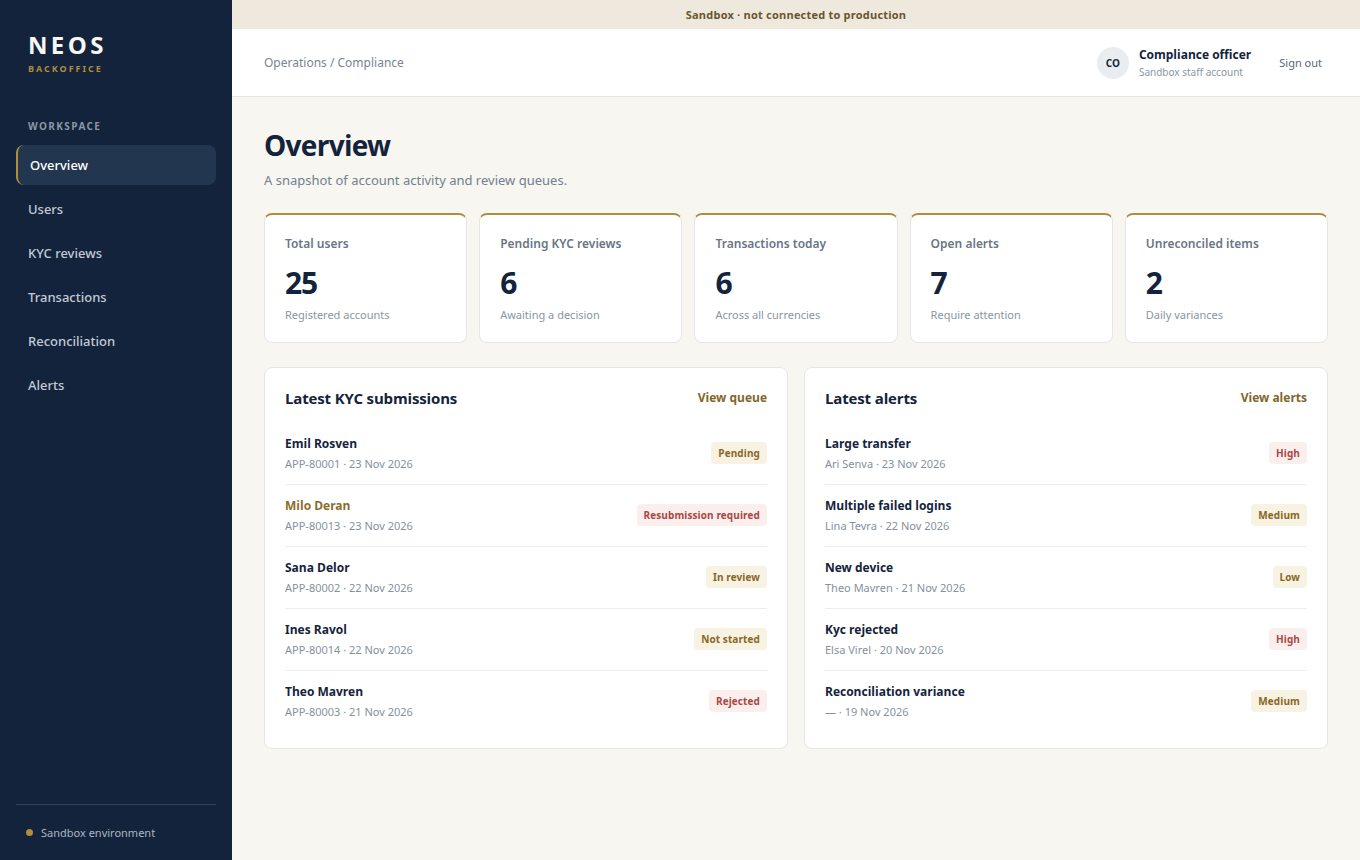 Sandbox · not connected to production
NEOS
BACKOFFICE
WORKSPACE
Overview
Users
KYC reviews
Transactions
Reconciliation
Alerts
Sandbox environment
Operations / Compliance
CO
Compliance officer
Sandbox staff account
Sign out
Overview
A snapshot of account activity and review queues.
Total users
25
Registered accounts
Pending KYC reviews
6
Awaiting a decision
Transactions today
6
Across all currencies
Open alerts
7
Require attention
Unreconciled items
2
Daily variances
Latest KYC submissions
View queue
Emil Rosven
APP-80001 · 23 Nov 2026
Pending
Milo Deran
APP-80013 · 23 Nov 2026
Resubmission required
Sana Delor
APP-80002 · 22 Nov 2026
In review
Ines Ravol
APP-80014 · 22 Nov 2026
Not started
Theo Mavren
APP-80003 · 21 Nov 2026
Rejected
Latest alerts
View alerts
Large transfer
Ari Senva · 23 Nov 2026
High
Multiple failed logins
Lina Tevra · 22 Nov 2026
Medium
New device
Theo Mavren · 21 Nov 2026
Low
Kyc rejected
Elsa Virel · 20 Nov 2026
High
Reconciliation variance
— · 19 Nov 2026
Medium